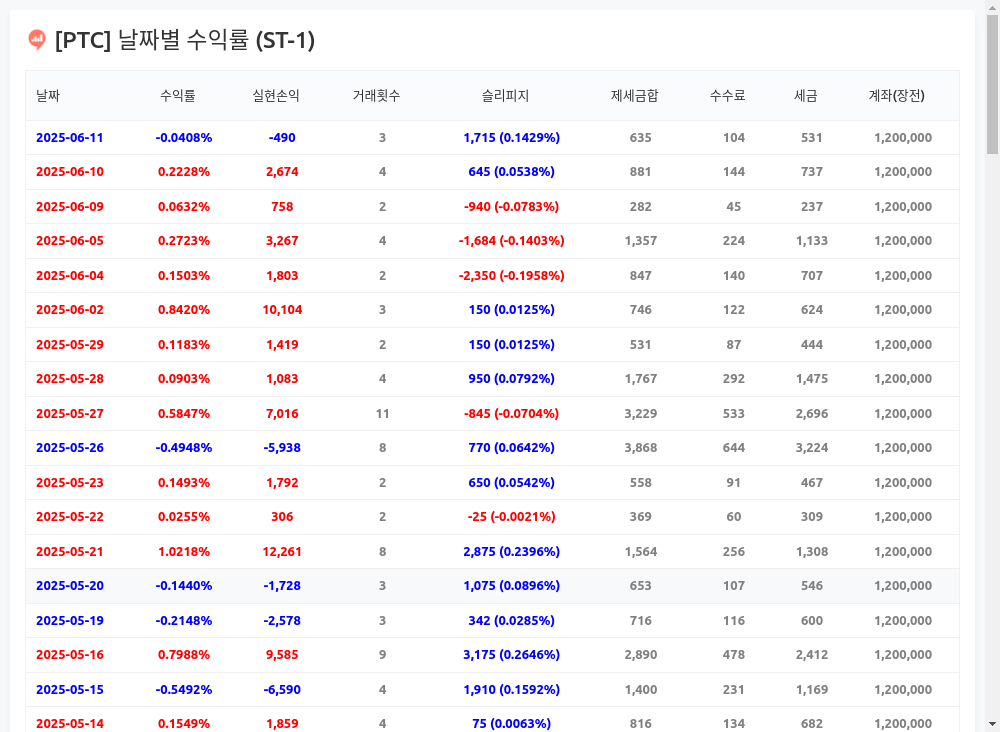 [PTC] 날짜별 수익률 (ST-1)
날짜 수익률 실현손익 거래횟수 슬리피지 제세금합 수수료 세금 계좌(장전)
2025-06-11 -0.0408% -490 3 1,715 (0.1429%) 635 104 531 1,200,000
2025-06-10 0.2228% 2,674 4 645 (0.0538%) 881 144 737 1,200,000
2025-06-09 0.0632% 758 2 -940 (-0.0783%) 282 45 237 1,200,000
2025-06-05 0.2723% 3,267 4 -1,684 (-0.1403%) 1,357 224 1,133 1,200,000
2025-06-04 0.1503% 1,803 2 -2,350 (-0.1958%) 847 140 707 1,200,000
2025-06-02 0.8420% 10,104 3 150 (0.0125%) 746 122 624 1,200,000
2025-05-29 0.1183% 1,419 2 150 (0.0125%) 531 87 444 1,200,000
2025-05-28 0.0903% 1,083 4 950 (0.0792%) 1,767 292 1,475 1,200,000
2025-05-27 0.5847% 7,016 11 -845 (-0.0704%) 3,229 533 2,696 1,200,000
2025-05-26 -0.4948% -5,938 8 770 (0.0642%) 3,868 644 3,224 1,200,000
2025-05-23 0.1493% 1,792 2 650 (0.0542%) 558 91 467 1,200,000
2025-05-22 0.0255% 306 2 -25 (-0.0021%) 369 60 309 1,200,000
2025-05-21 1.0218% 12,261 8 2,875 (0.2396%) 1,564 256 1,308 1,200,000
2025-05-20 -0.1440% -1,728 3 1,075 (0.0896%) 653 107 546 1,200,000
2025-05-19 -0.2148% -2,578 3 342 (0.0285%) 716 116 600 1,200,000
2025-05-16 0.7988% 9,585 9 3,175 (0.2646%) 2,890 478 2,412 1,200,000
2025-05-15 -0.5492% -6,590 4 1,910 (0.1592%) 1,400 231 1,169 1,200,000
2025-05-14 0.1549% 1,859 4 75 (0.0063%) 816 134 682 1,200,000